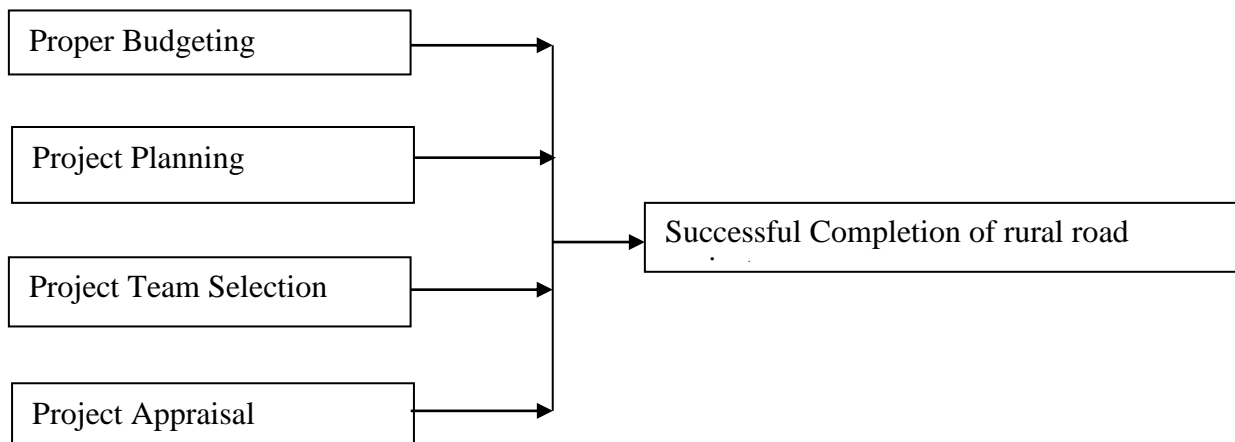 Proper Budgeting
Project Planning
Project Team Selection
Project Appraisal
Successful Completion of rural road